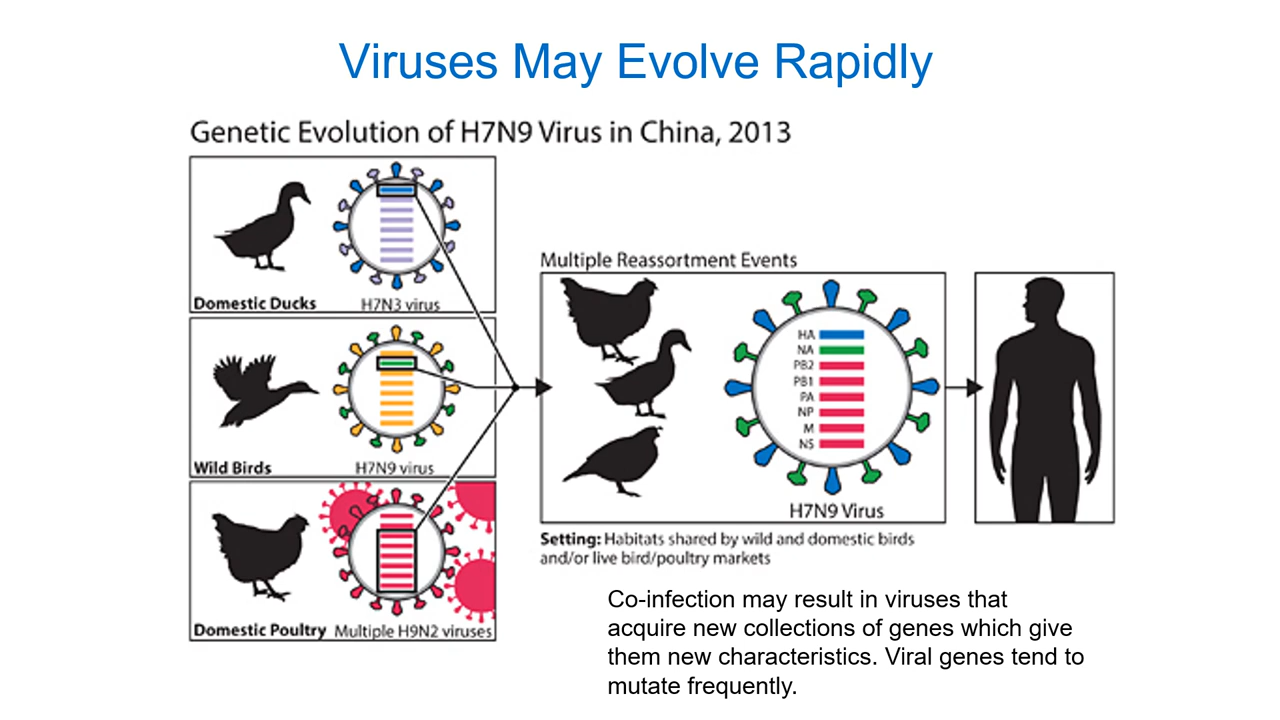 Viruses May Evolve Rapidly
Genetic Evolution of H7N9 Virus in China, 2013
Domestic Ducks H7N3 virus
Wild Birds H7N9 virus
Domestic Poultry Multiple H9N2 viruses
Multiple Reassortment Events
HA
NA
PB2
PB1
PA
NP
M
NS
H7N9 Virus
Setting: Habitats shared by wild and domestic birds
and/or live bird/poultry markets
Co-infection may result in viruses that
acquire new collections of genes which give
them new characteristics. Viral genes tend to
mutate frequently.